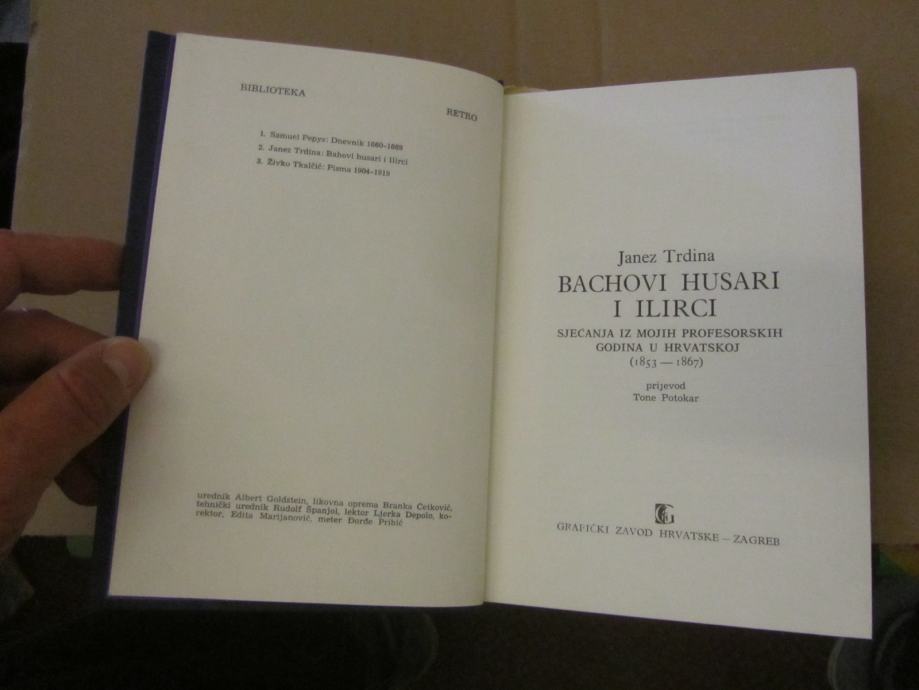 BIBLIOTEKA
RETRO
1. Samuel Pepys: Dnevnik 1660–1669
2. Janez Trdina: Bahovi husari i Ilirci
3. Živko Tkalčić: Pisma 1904–1919
urednik Albert Goldstein, likovna oprema Branka Cetković,
tehnički urednik Rudolf Španjol, lektor Ljerka Depolo, ko-
rektor, Edita Marijanović, meter Đorđe Pribić
Janez Trdina
BACHOVI HUSARI
I ILIRCI
SJEĆANJA IZ MOJIH PROFESORSKIH
GODINA U HRVATSKOJ
(1853 — 1867)
prijevod
Tone Potokar
GRAFIČKI ZAVOD HRVATSKE – ZAGREB